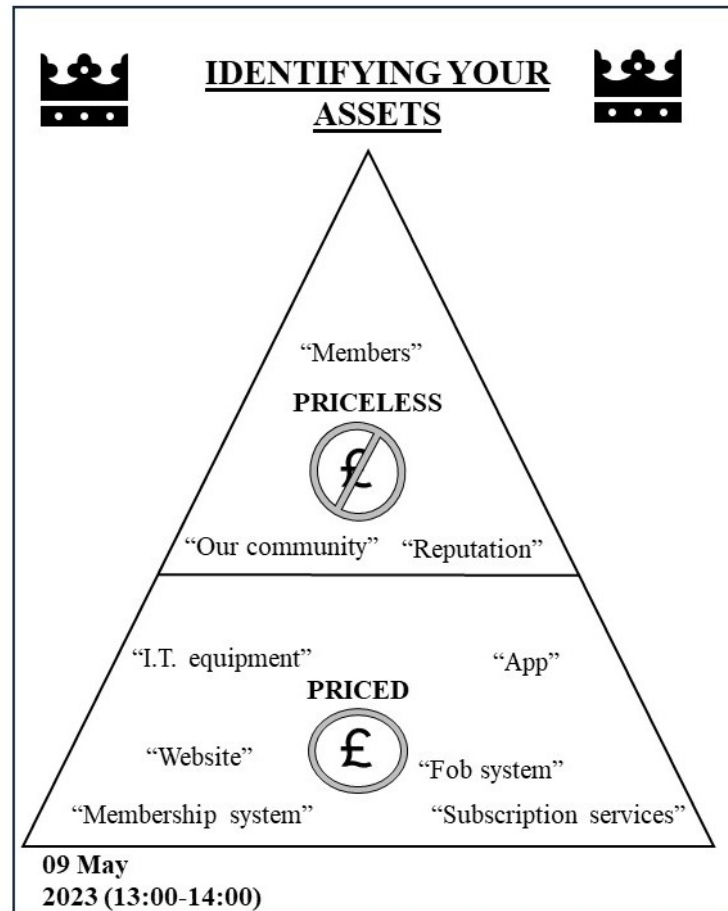 IDENTIFYING YOUR
ASSETS
“Members”
PRICELESS
£
“Our community” “Reputation”
“I.T. equipment” “App”
PRICED
£
“Website” “Fob system”
“Membership system” “Subscription services”
09 May
2023 (13:00-14:00)